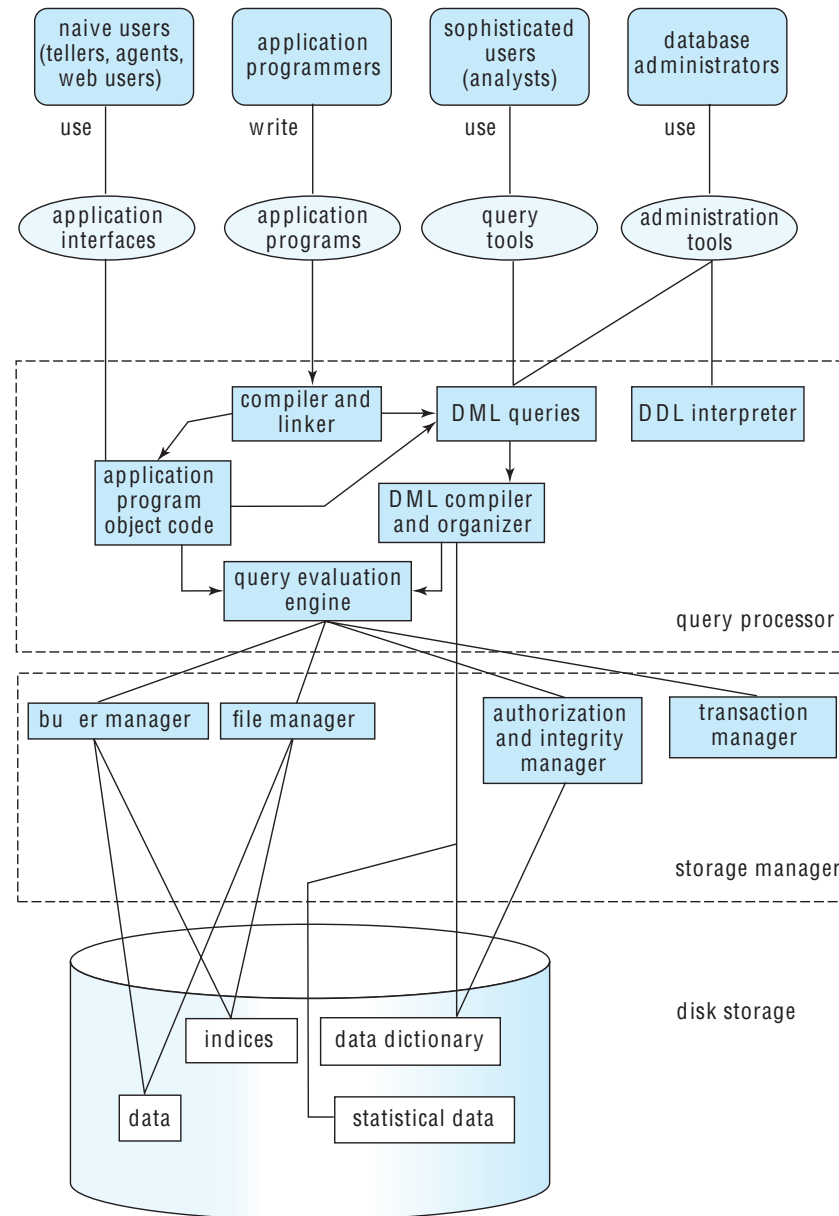 naive users
(tellers, agents,
web users)
application
programmers
sophisticated
users
(analysts)
database
administrators
use
write
use
use
application
interfaces
application
programs
query
tools
administration
tools
compiler and
linker
DML queries
DDL interpreter
application
program
object code
DML compiler
and organizer
query evaluation
engine
query processor
bu er manager
file manager
authorization
and integrity
manager
transaction
manager
storage manager
disk storage
indices
data dictionary
data
statistical data